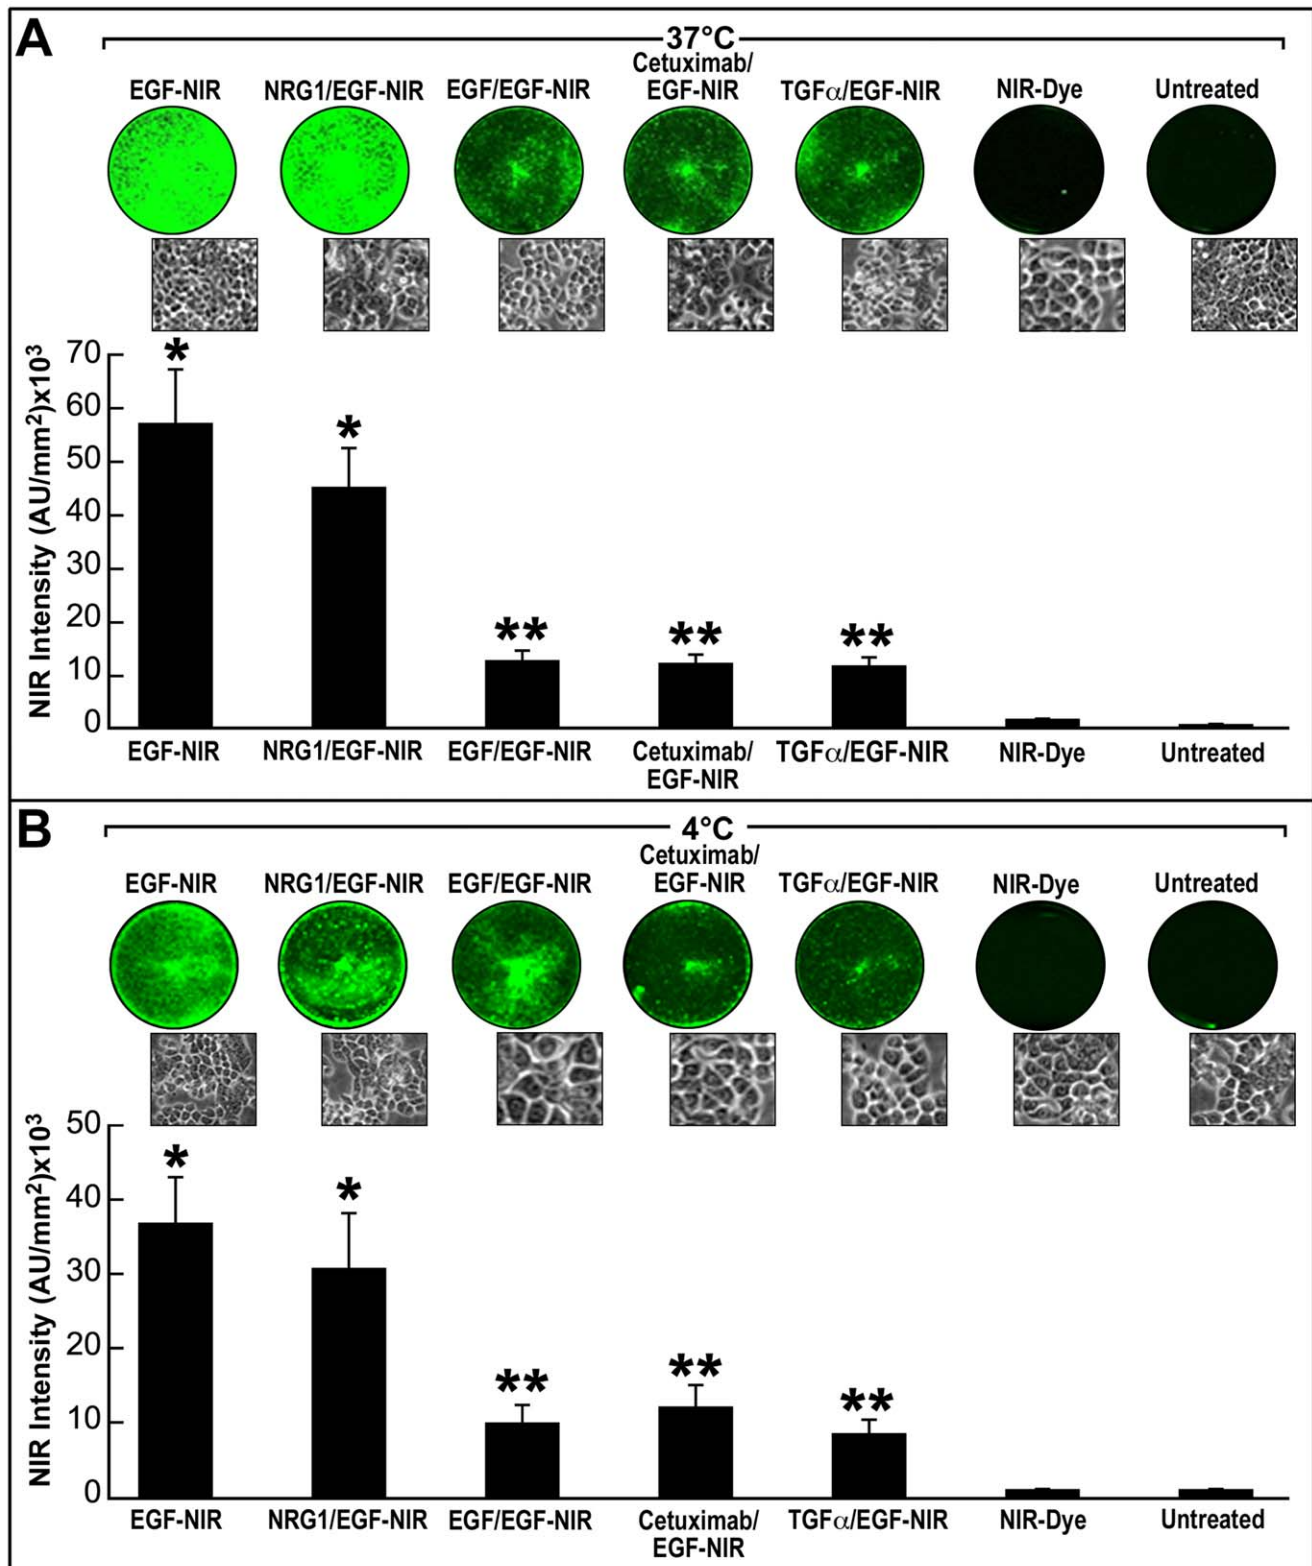 A
37°C
EGF-NIR NRG1/EGF-NIR EGF/EGF-NIR Cetuximab/ TGFα/EGF-NIR NIR-Dye Untreated
EGF-NIR
* * ** ** **
NIR Intensity (AU/mm²)x10³
70
60
50
40
30
20
10
0
EGF-NIR NRG1/EGF-NIR EGF/EGF-NIR Cetuximab/ TGFα/EGF-NIR NIR-Dye Untreated
EGF-NIR
B
4°C
EGF-NIR NRG1/EGF-NIR EGF/EGF-NIR Cetuximab/ TGFα/EGF-NIR NIR-Dye Untreated
EGF-NIR
* * ** ** **
NIR Intensity (AU/mm²)x10³
50
40
30
20
10
0
EGF-NIR NRG1/EGF-NIR EGF/EGF-NIR Cetuximab/ TGFα/EGF-NIR NIR-Dye Untreated
EGF-NIR